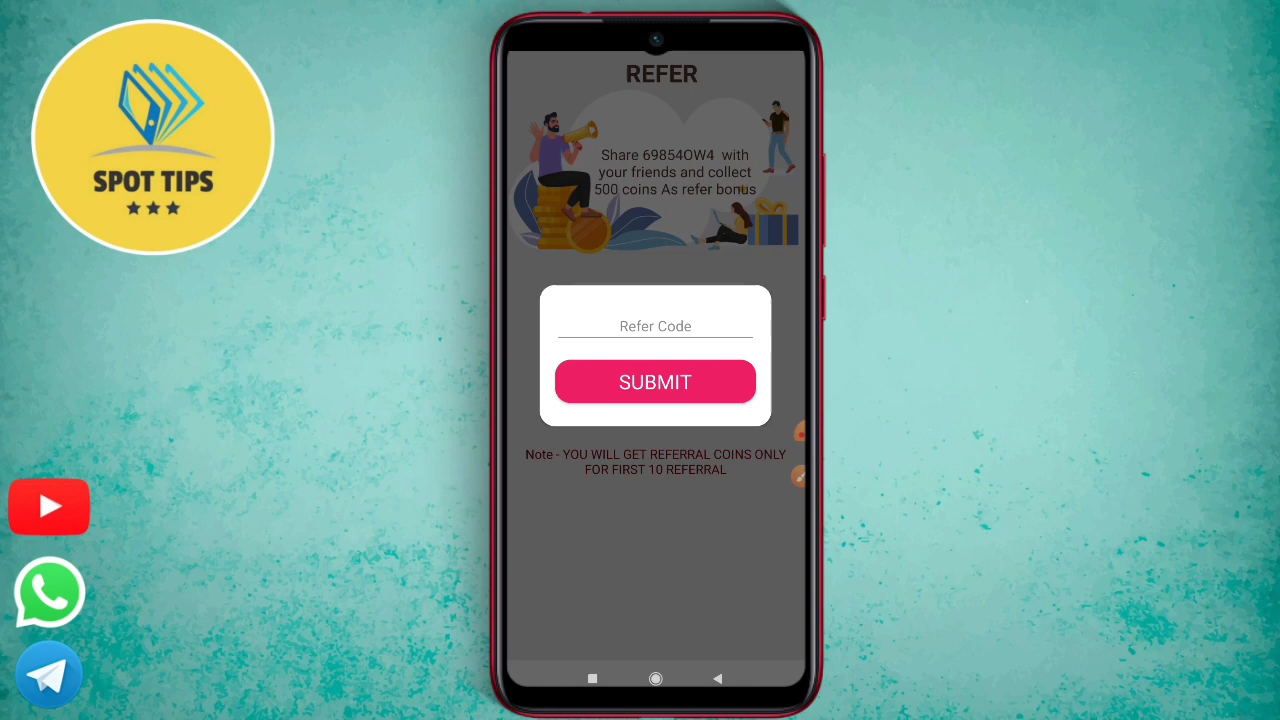 SPOT TIPS
REFER
Share 69854OW4 with
your friends and collect
500 coins As refer bonus
Refer Code
SUBMIT
Note - YOU WILL GET REFERRAL COINS ONLY
FOR FIRST 10 REFERRAL